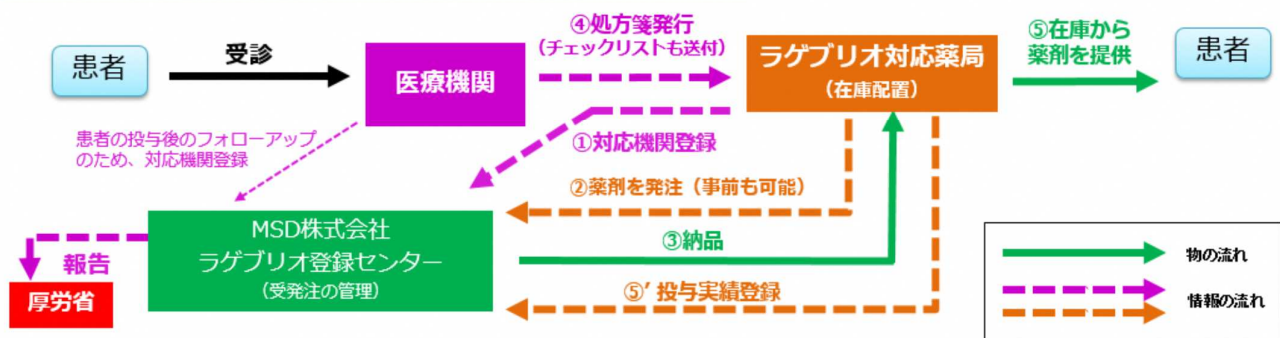 患者
受診
医療機関
④処方箋発行
(チェックリストも送付)
ラゲブリオ対応薬局
(在庫配置)
⑤在庫から
薬剤を提供
患者
患者の投与後のフォローアップ
のため、対応機関登録
①対応機関登録
②薬剤を発注(事前も可能)
MSD株式会社
ラゲブリオ登録センター
(受発注の管理)
③納品
⑤’投与実績登録
報告
厚労省
物の流れ
情報の流れ